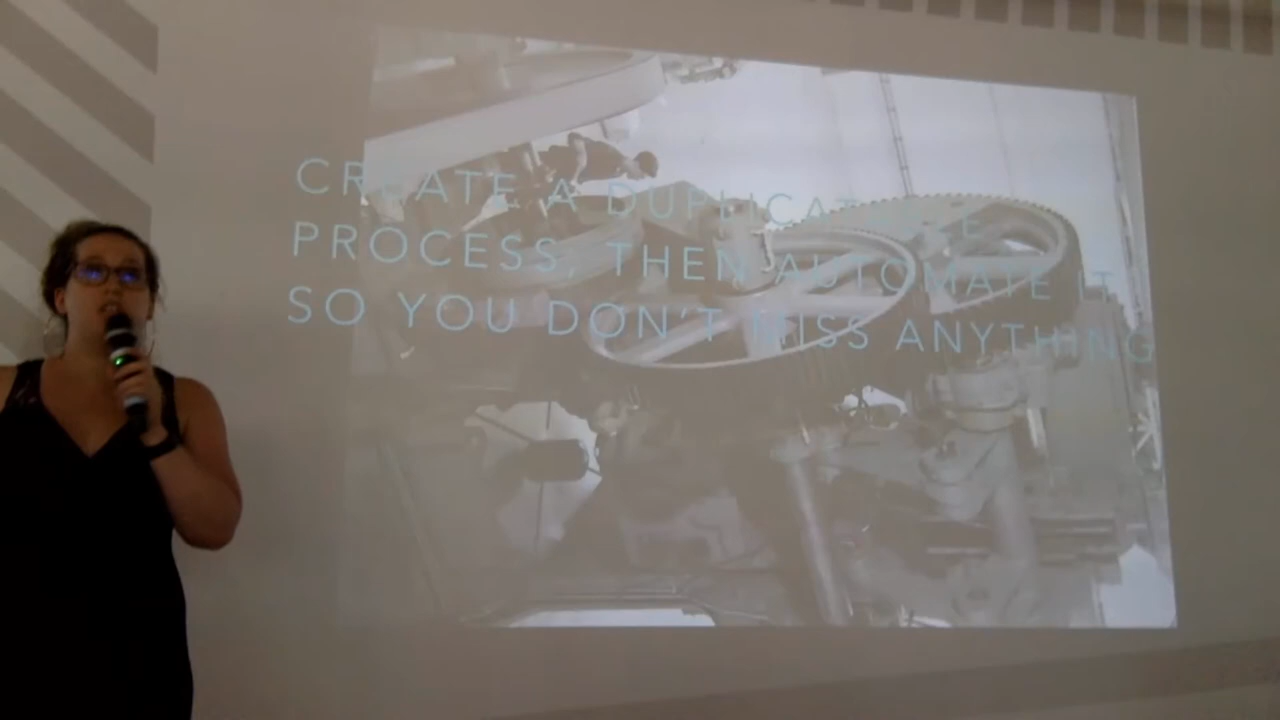 CREATE A DUPLICATABLE
PROCESS, THEN AUTOMATE IT
SO YOU DON'T MISS ANYTHING